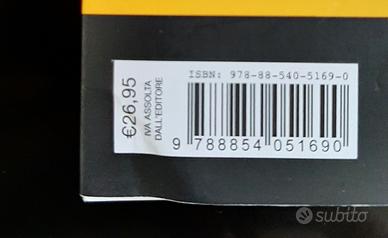 ISBN: 978-88-540-5169-0
€26,95
IVA ASSOLTA
DALL'EDITORE
9 788854 051690
subito